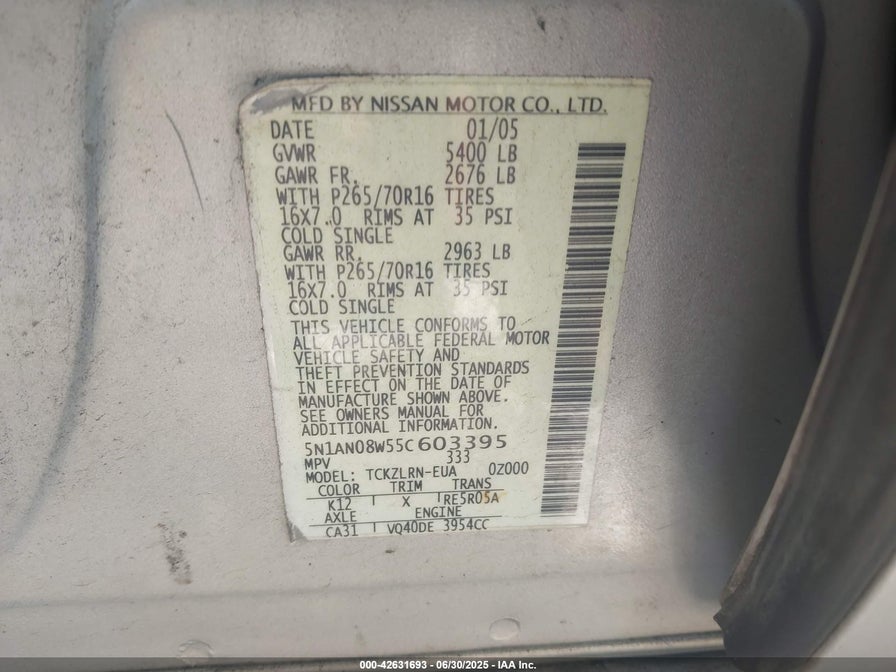 MFD BY NISSAN MOTOR CO., LTD.
DATE 01/05
GVWR 5400 LB
GAWR FR. 2676 LB
WITH P265/70R16 TIRES
16X7.0 RIMS AT 35 PSI
COLD SINGLE
GAWR RR. 2963 LB
WITH P265/70R16 TIRES
16X7.0 RIMS AT 35 PSI
COLD SINGLE
THIS VEHICLE CONFORMS TO
ALL APPLICABLE FEDERAL MOTOR
VEHICLE SAFETY AND
THEFT PREVENTION STANDARDS
IN EFFECT ON THE DATE OF
MANUFACTURE SHOWN ABOVE.
SEE OWNERS MANUAL FOR
ADDITIONAL INFORMATION.
5N1AN08W55C603395
MPV 333
MODEL: TCKZLRN-EUA 0Z000
COLOR TRIM TRANS
K12 X RE5R05A
AXLE ENGINE
CA31 VQ40DE 3954CC
000-42631693 - 06/30/2025 - IAA Inc.